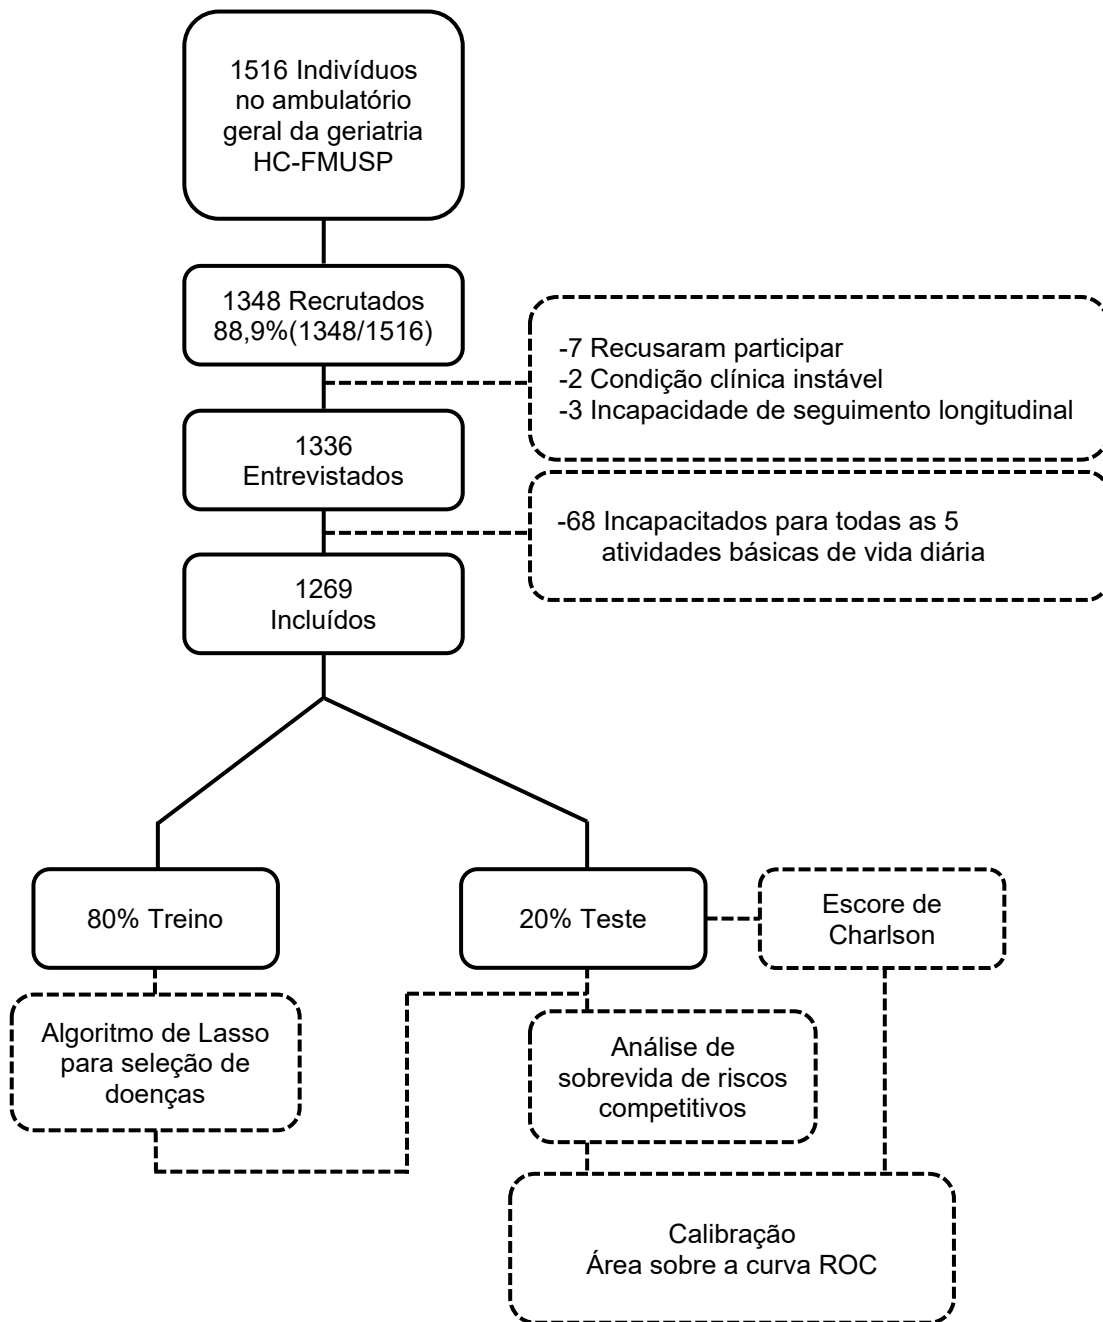 1516 Indivíduos
no ambulatório
geral da geriatria
HC-FMUSP
1348 Recrutados
88,9%(1348/1516)
-7 Recusaram participar
-2 Condição clínica instável
-3 Incapacidade de seguimento longitudinal
1336
Entrevistados
-68 Incapacitados para todas as 5
atividades básicas de vida diária
1269
Incluídos
80% Treino
20% Teste
Escore de
Charlson
Algoritmo de Lasso
para seleção de
doenças
Análise de
sobrevida de riscos
competitivos
Calibração
Área sobre a curva ROC